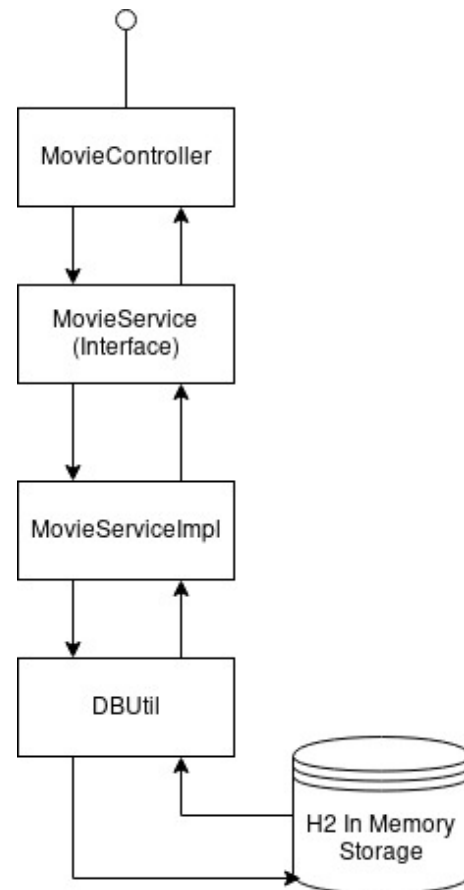 MovieController
MovieService
(Interface)
MovieServiceImpl
DBUtil
H2 In Memory
Storage